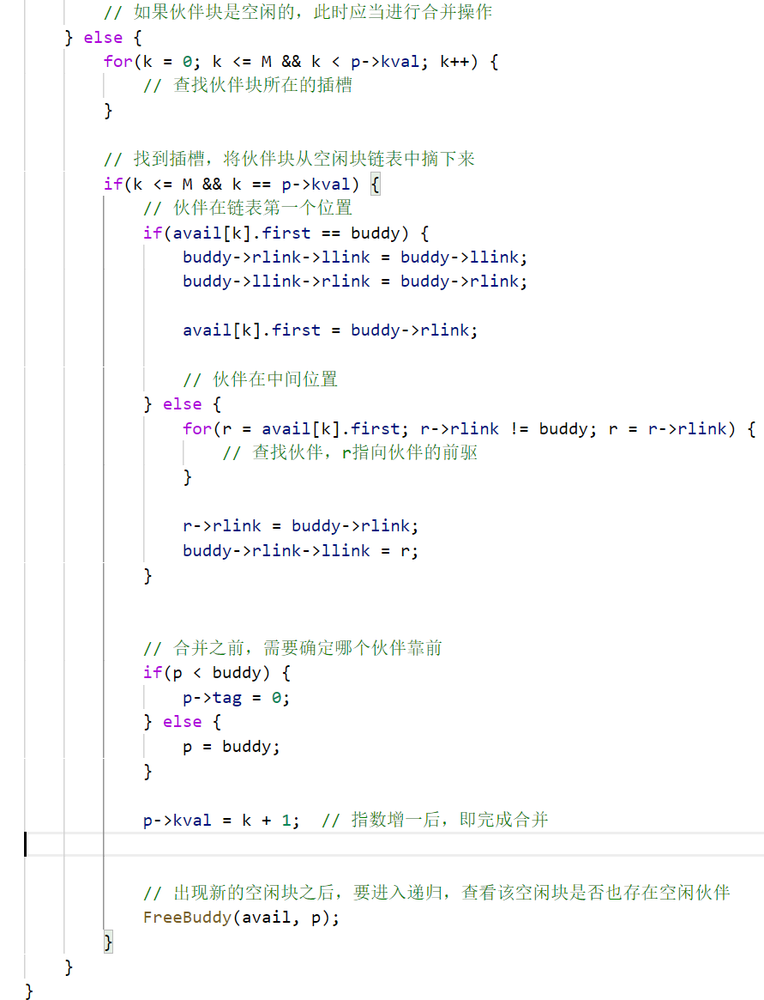 // 如果伙伴块是空闲的，此时应当进行合并操作
} else {
for(k = 0; k <= M && k < p->kval; k++) {
// 查找伙伴块所在的插槽
}
// 找到插槽，将伙伴块从空闲块链表中摘下来
if(k <= M && k == p->kval) {
// 伙伴在链表第一个位置
if(avail[k].first == buddy) {
buddy->rlink->llink = buddy->llink;
buddy->llink->rlink = buddy->rlink;
avail[k].first = buddy->rlink;
// 伙伴在中间位置
} else {
for(r = avail[k].first; r->rlink != buddy; r = r->rlink) {
// 查找伙伴，r指向伙伴的前驱
}
r->rlink = buddy->rlink;
buddy->rlink->llink = r;
}
// 合并之前，需要确定哪个伙伴靠前
if(p < buddy) {
p->tag = 0;
} else {
p = buddy;
}
p->kval = k + 1;  // 指数增一后，即完成合并
// 出现新的空闲块之后，要进入递归，查看该空闲块是否也存在空闲伙伴
FreeBuddy(avail, p);
}
}
}